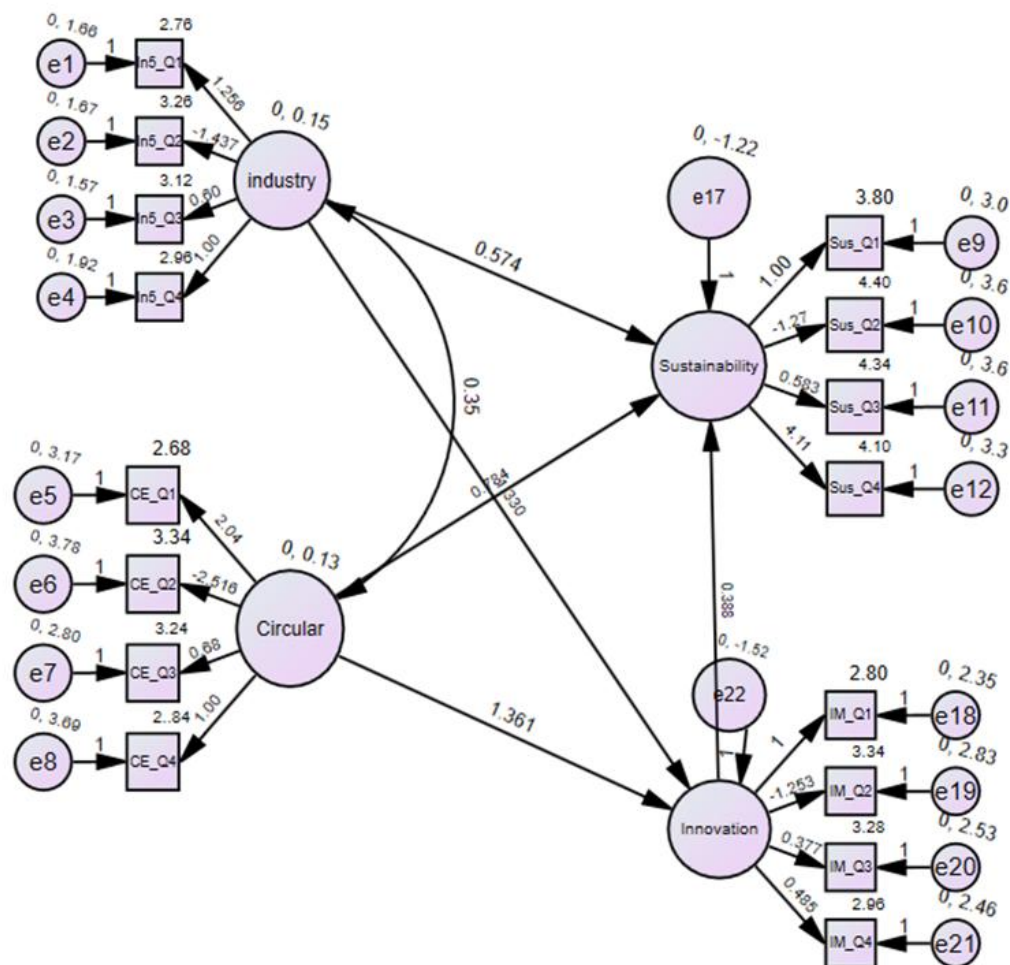 0, 1.66
1
e1
2.76
In5_Q1
1.256
0, 1.67
1
e2
3.26
In5_Q2
-1.437
0, 1.57
1
e3
3.12
In5_Q3
0.60
0, 1.92
1
e4
2.96
In5_Q4
1.00
0, 0.15
industry
0.574
0.35
0, -1.22
e17
1
Sustainability
1.00
3.80
Sus_Q1
1
0, 3.0
e9
-1.27
4.40
Sus_Q2
1
0, 3.6
e10
0.583
4.34
Sus_Q3
1
0, 3.6
e11
4.11
4.10
Sus_Q4
1
0, 3.3
e12
0, 3.17
1
e5
2.68
CE_Q1
2.04
0, 3.78
1
e6
3.34
CE_Q2
-2.516
0, 2.80
1
e7
3.24
CE_Q3
0.68
0, 3.69
1
e8
2..84
CE_Q4
1.00
0, 0.13
Circular
1.361
0.388
0, -1.52
e22
1
Innovation
1
2.80
IM_Q1
1
0, 2.35
e18
-1.253
3.34
IM_Q2
1
0, 2.83
e19
0.377
3.28
IM_Q3
1
0, 2.53
e20
0.485
2.96
IM_Q4
1
0, 2.46
e21